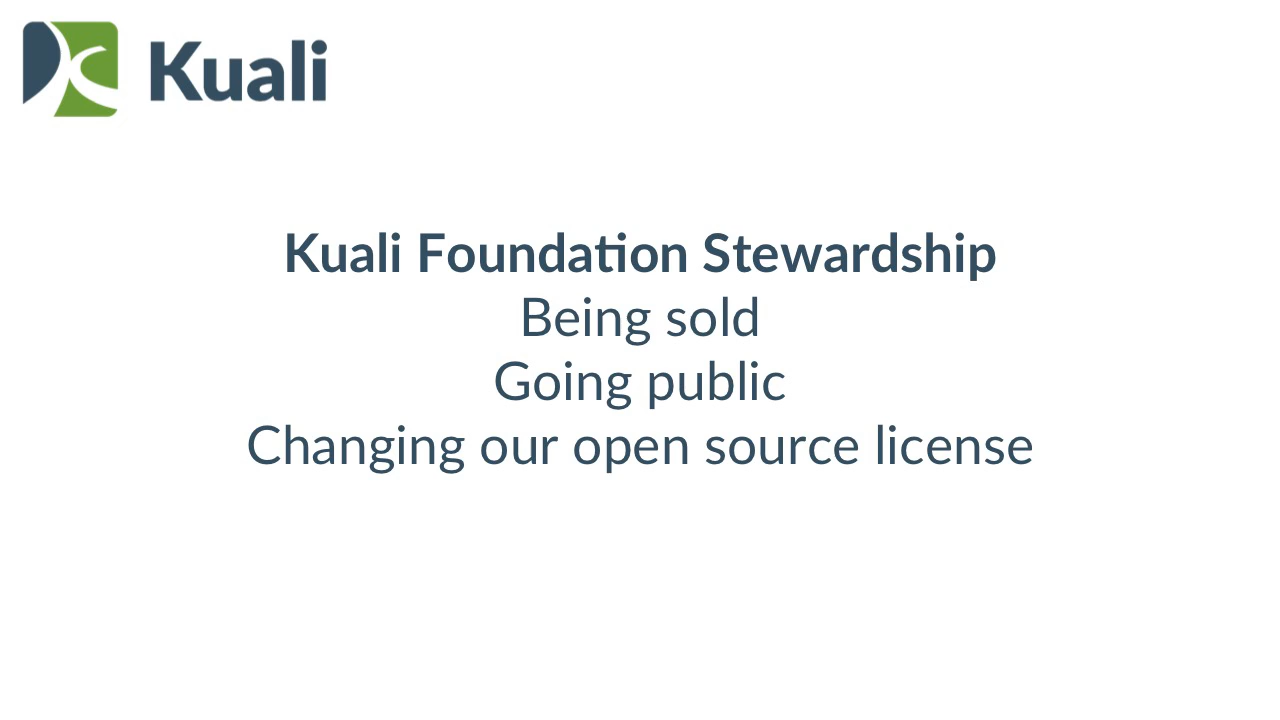 Kuali
Kuali Foundation Stewardship
Being sold
Going public
Changing our open source license